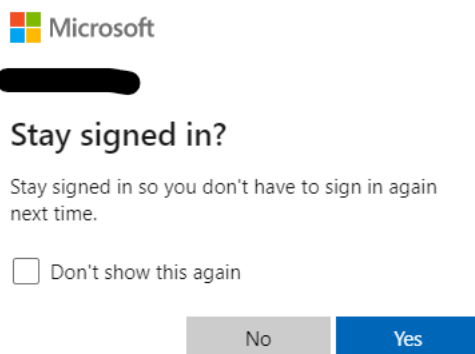 Microsoft
Stay signed in?
Stay signed in so you don't have to sign in again
next time.
Don't show this again
No
Yes